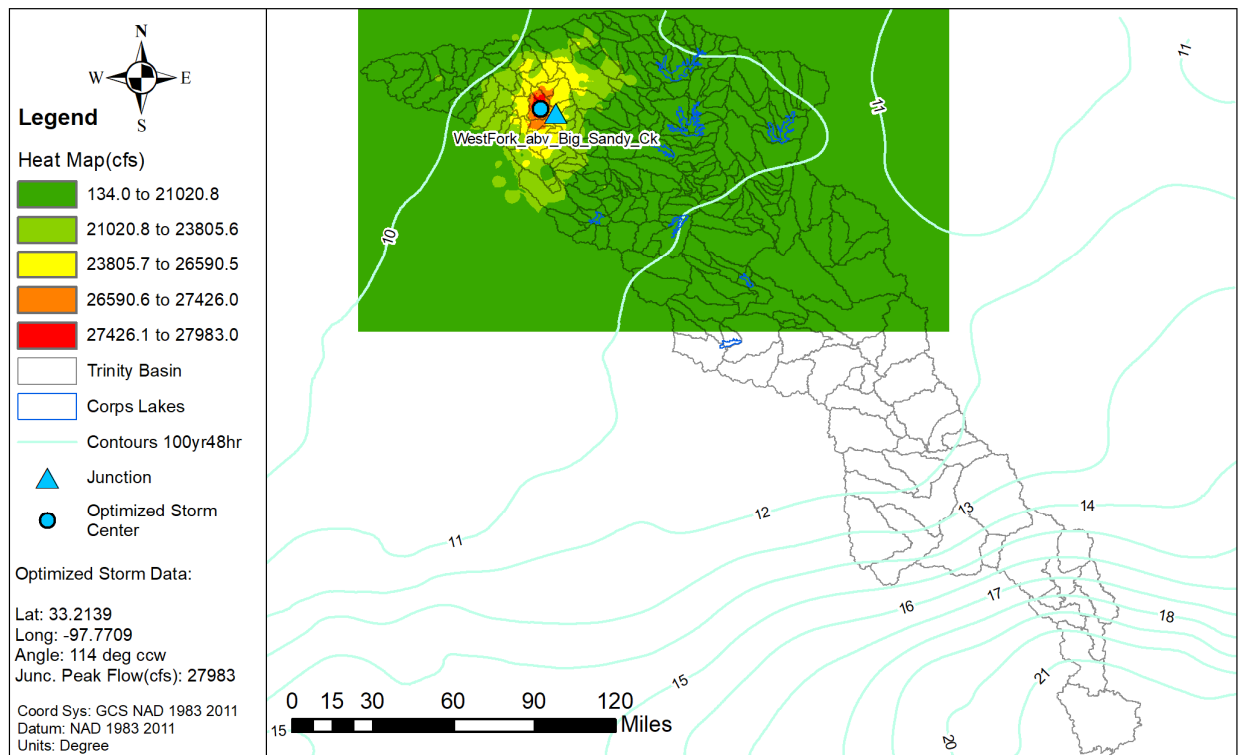 N
W E
S
Legend
Heat Map(cfs)
134.0 to 21020.8
21020.8 to 23805.6
23805.7 to 26590.5
26590.6 to 27426.0
27426.1 to 27983.0
Trinity Basin
Corps Lakes
Contours 100yr48hr
Junction
Optimized Storm
Center
Optimized Storm Data:
Lat: 33.2139
Long: -97.7709
Angle: 114 deg ccw
Junc. Peak Flow(cfs): 27983
Coord Sys: GCS NAD 1983 2011
Datum: NAD 1983 2011
Units: Degree
11
11
WestFork_abv_Big_Sandy_Ck
10
12
13
14
11
16
17
18
15
21
20
15
0 15 30 60 90 120
Miles